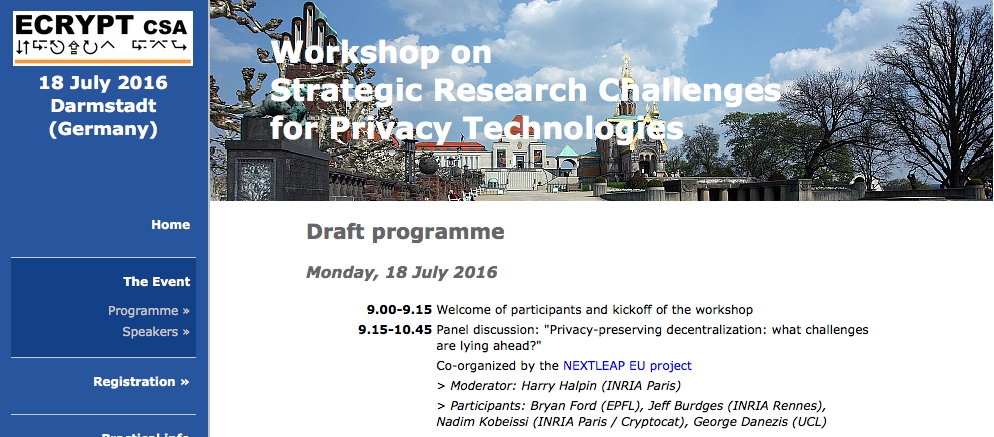 ECRYPT CSA
18 July 2016
Darmstadt
(Germany)
Home
The Event
Programme »
Speakers »
Registration »
Practical info
Workshop on
Strategic Research Challenges
for Privacy Technologies
Draft programme
Monday, 18 July 2016
9.00-9.15 Welcome of participants and kickoff of the workshop
9.15-10.45 Panel discussion: "Privacy-preserving decentralization: what challenges
are lying ahead?"
Co-organized by the NEXTLEAP EU project
> Moderator: Harry Halpin (INRIA Paris)
> Participants: Bryan Ford (EPFL), Jeff Burdges (INRIA Rennes),
Nadim Kobeissi (INRIA Paris / Cryptocat), George Danezis (UCL)